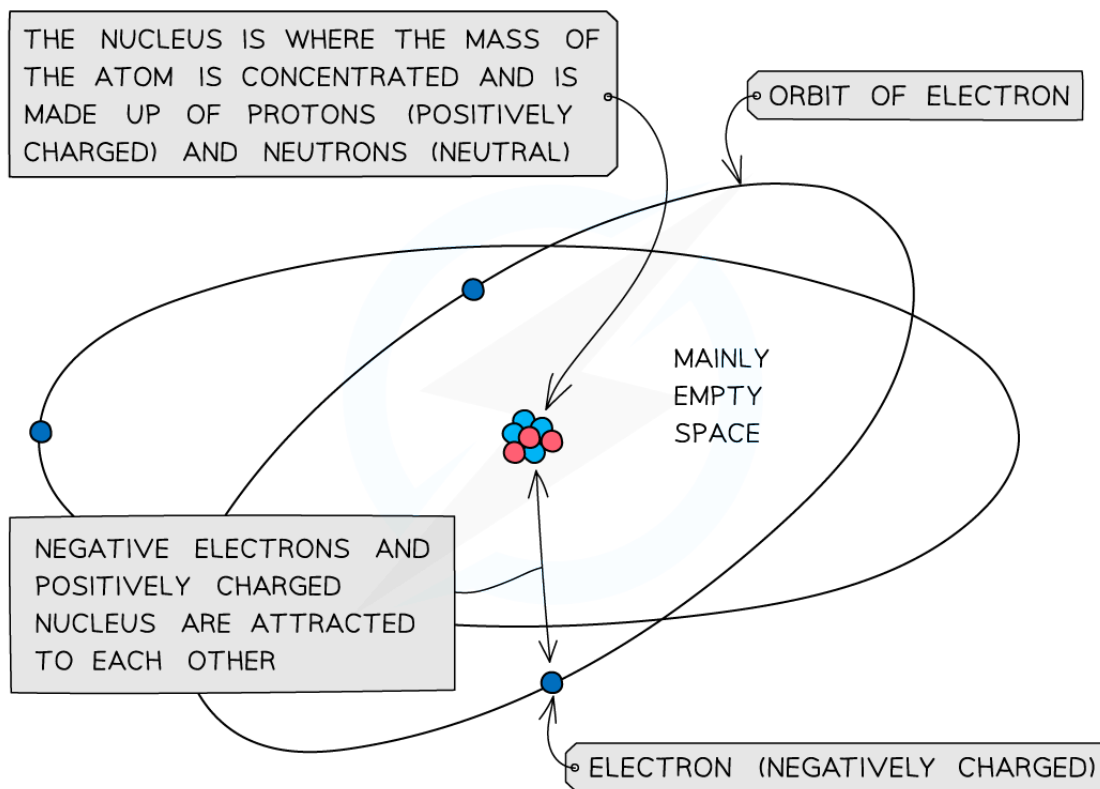 THE NUCLEUS IS WHERE THE MASS OF
THE ATOM IS CONCENTRATED AND IS
MADE UP OF PROTONS (POSITIVELY
CHARGED) AND NEUTRONS (NEUTRAL)
ORBIT OF ELECTRON
MAINLY
EMPTY
SPACE
NEGATIVE ELECTRONS AND
POSITIVELY CHARGED
NUCLEUS ARE ATTRACTED
TO EACH OTHER
ELECTRON (NEGATIVELY CHARGED)